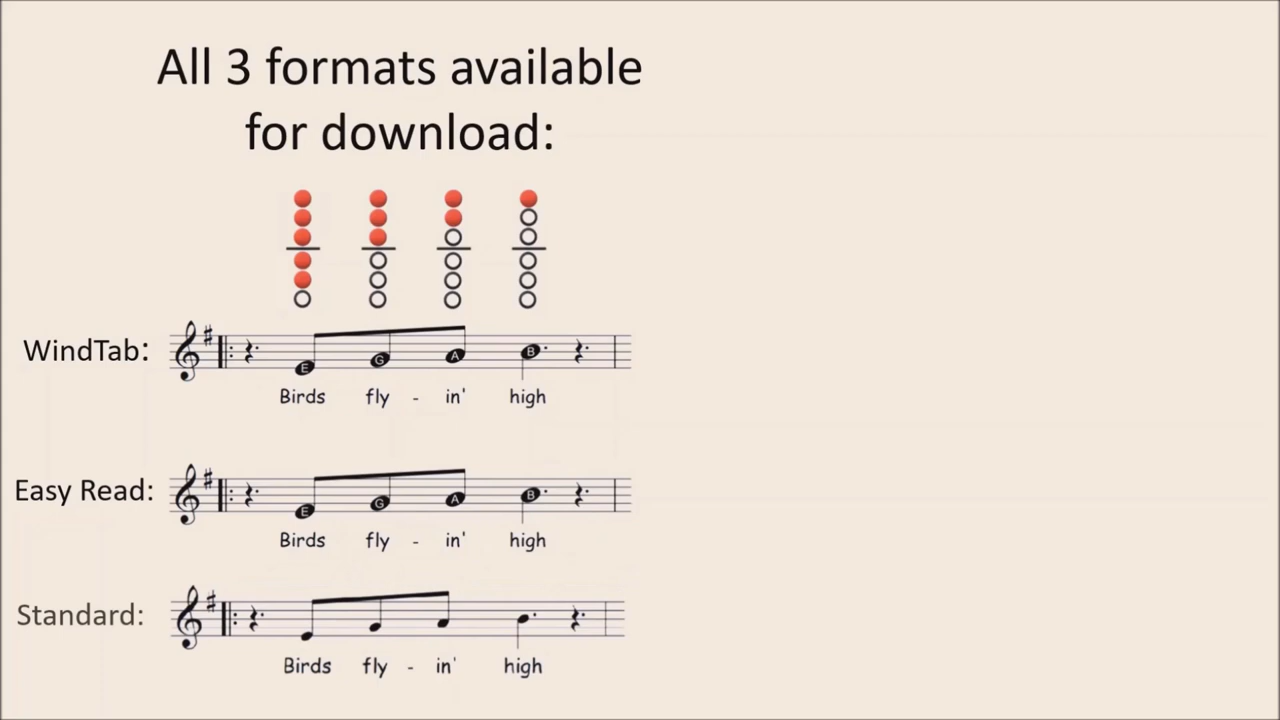 All 3 formats available
for download:
WindTab:
E G A B
Birds fly - in' high
Easy Read:
E G A B
Birds fly - in' high
Standard:
Birds fly - in' high